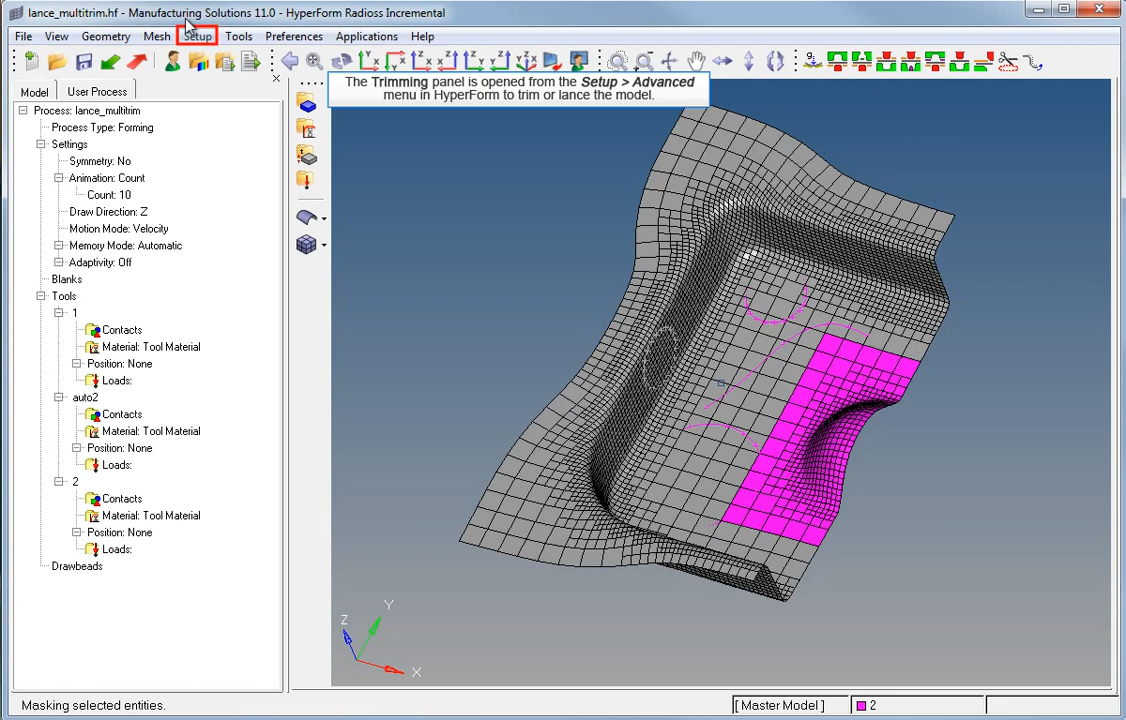 lance_multitrim.hf - Manufacturing Solutions 11.0 - HyperForm Radioss Incremental
File View Geometry Mesh Setup Tools Preferences Applications Help
The Trimming panel is opened from the Setup > Advanced
menu in HyperForm to trim or lance the model.
Model User Process
Process: lance_multitrim
Process Type: Forming
Settings
Symmetry: No
Animation: Count
Count: 10
Draw Direction: Z
Motion Mode: Velocity
Memory Mode: Automatic
Adaptivity: Off
Blanks
Tools
1
Contacts
Material: Tool Material
Position: None
Loads:
auto2
Contacts
Material: Tool Material
Position: None
Loads:
2
Contacts
Material: Tool Material
Position: None
Loads:
Drawbeads
Y
Z
X
Masking selected entities.
[ Master Model ]
2